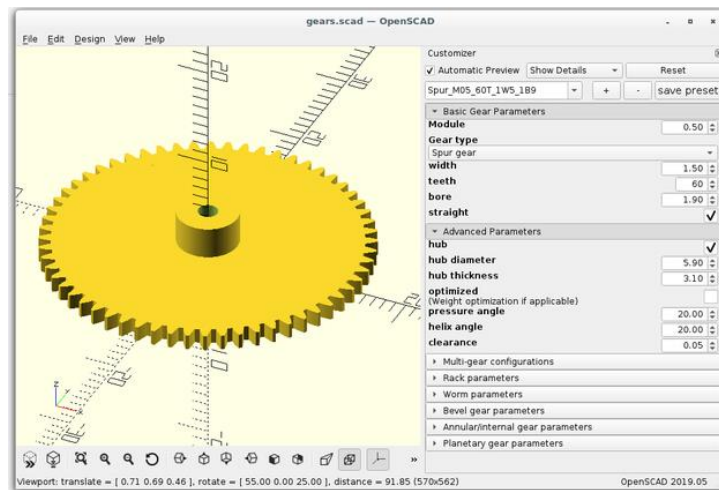 gears.scad — OpenSCAD
File Edit Design View Help
Customizer
Automatic Preview Show Details Reset
Spur_M05_60T_1W5_1B9 + - save preset
Basic Gear Parameters
Module 0.50
Gear type
Spur gear
width 1.50
teeth 60
bore 1.90
straight
Advanced Parameters
hub
hub diameter 5.90
hub thickness 3.10
optimized
(Weight optimization if applicable)
pressure angle 20.00
helix angle 20.00
clearance 0.05
Multi-gear configurations
Rack parameters
Worm parameters
Bevel gear parameters
Annular/internal gear parameters
Planetary gear parameters
Viewport: translate = [ 0.71 0.69 0.46 ], rotate = [ 55.00 0.00 25.00 ], distance = 91.85 (570x562) OpenSCAD 2019.05